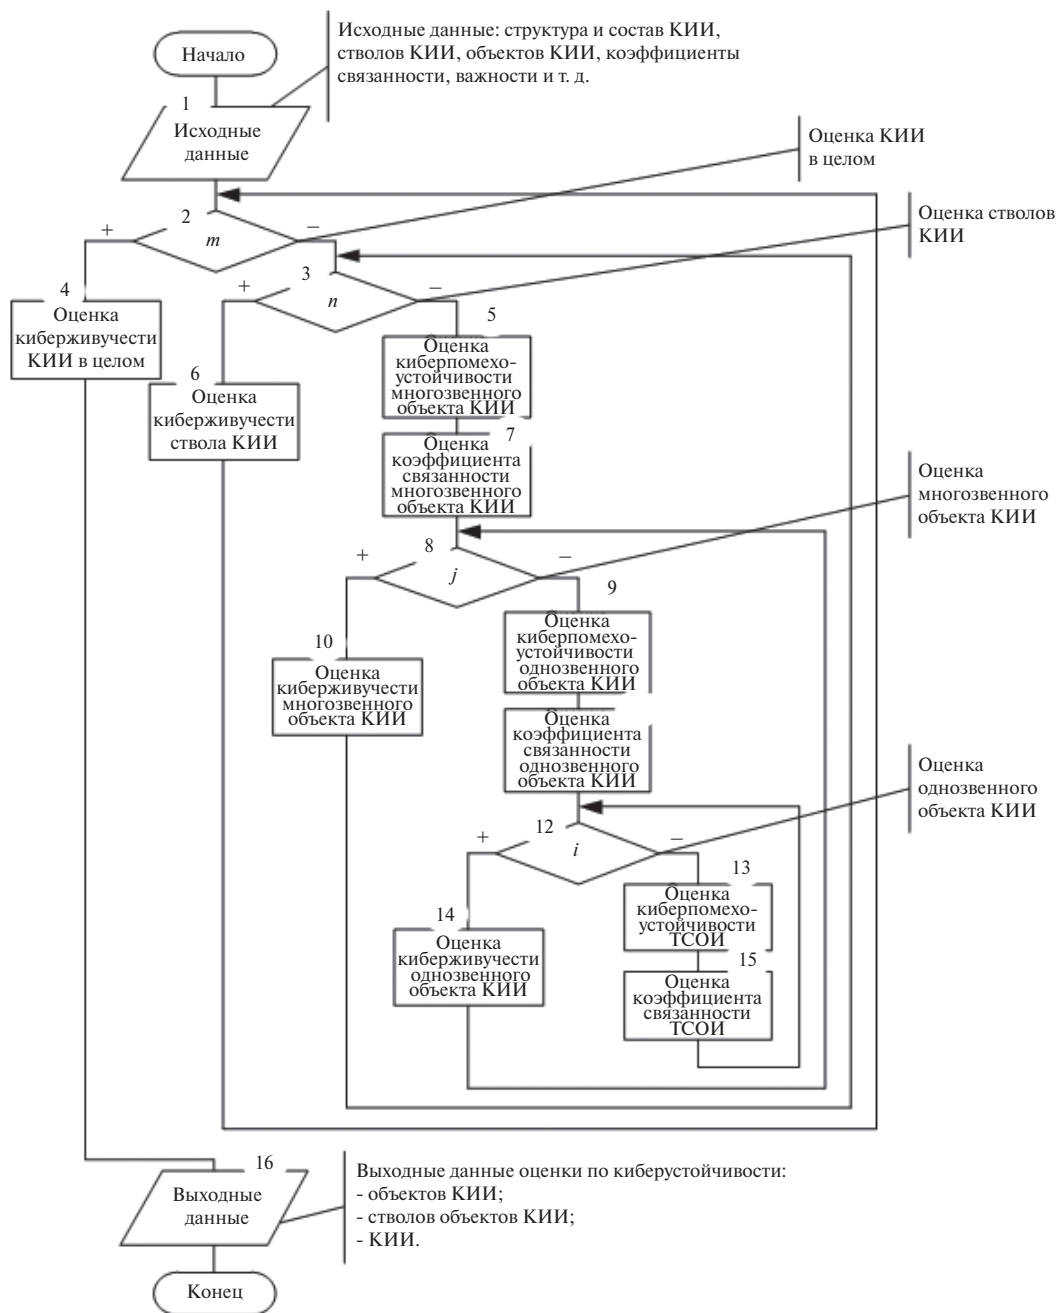 Начало
Исходные данные: структура и состав КИИ,
стволов КИИ, объектов КИИ, коэффициенты
связанности, важности и т. д.
1
Исходные
данные
Оценка КИИ
в целом
2
m
+
–
Оценка стволов
КИИ
3
n
+
–
4
Оценка
киберживучести
КИИ в целом
5
Оценка
киберпомехо-
устойчивости
многозвенного
объекта КИИ
6
Оценка
киберживучести
ствола КИИ
7
Оценка
коэффициента
связанности
многозвенного
объекта КИИ
Оценка
многозвенного
объекта КИИ
8
j
+
–
9
Оценка
киберпомехо-
устойчивости
однозвенного
объекта КИИ
10
Оценка
киберживучести
многозвенного
объекта КИИ
Оценка
коэффициента
связанности
однозвенного
объекта КИИ
Оценка
однозвенного
объекта КИИ
12
i
+
–
13
Оценка
киберпомехо-
устойчивости
ТСОИ
14
Оценка
киберживучести
однозвенного
объекта КИИ
15
Оценка
коэффициента
связанности
ТСОИ
16
Выходные
данные
Выходные данные оценки по киберустойчивости:
- объектов КИИ;
- стволов объектов КИИ;
- КИИ.
Конец